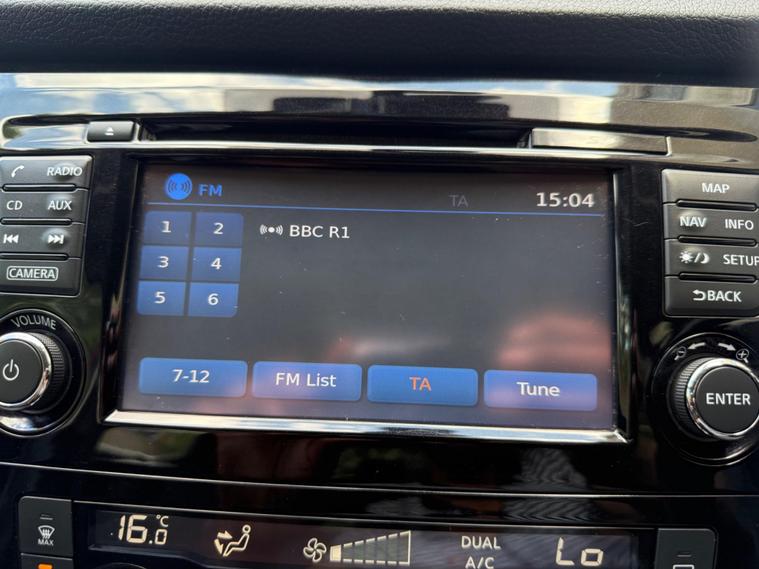 RADIO
CD AUX
CAMERA
VOLUME
FM
TA
15:04
1 2
3 4
5 6
BBC R1
7-12
FM List
TA
Tune
MAP
NAV INFO
SETUP
BACK
ENTER
MAX
16.0 °C
DUAL
A/C
Lo